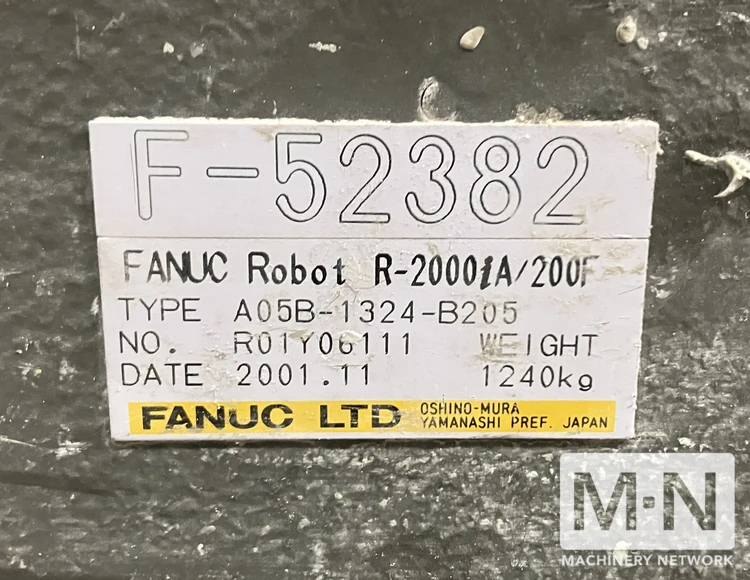 F-52382
FANUC Robot R-2000iA/200F
TYPE A05B-1324-B205
NO. R01Y06111 WEIGHT
DATE 2001.11 1240kg
FANUC LTD OSHINO-MURA
YAMANASHI PREF. JAPAN
M-N
MACHINERY NETWORK